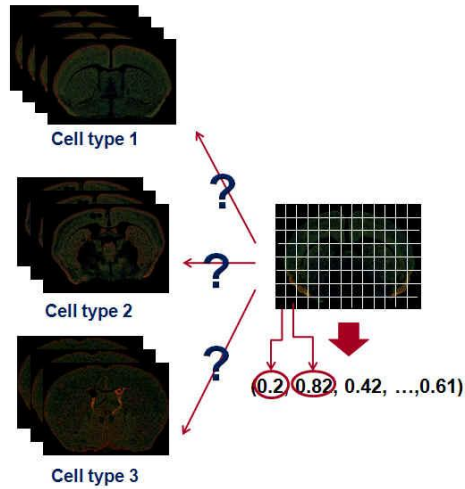 Cell type 1
?
Cell type 2
?
?
Cell type 3
(0.2, 0.82, 0.42, ...,0.61)